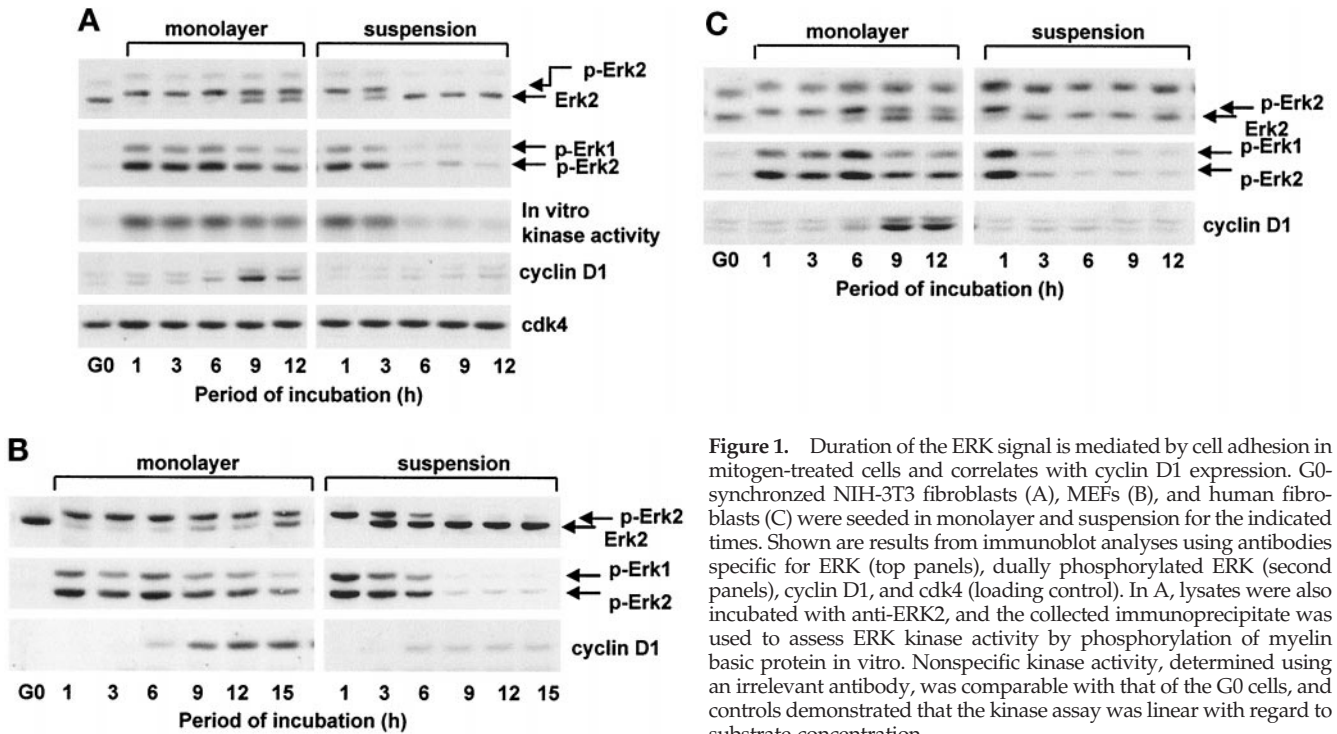 A
monolayer suspension
p-Erk2
Erk2
p-Erk1
p-Erk2
In vitro
kinase activity
cyclin D1
cdk4
G0 1 3 6 9 12 1 3 6 9 12
Period of incubation (h)
B
monolayer suspension
p-Erk2
Erk2
p-Erk1
p-Erk2
cyclin D1
G0 1 3 6 9 12 15 1 3 6 9 12 15
Period of incubation (h)
C
monolayer suspension
p-Erk2
Erk2
p-Erk1
p-Erk2
cyclin D1
G0 1 3 6 9 12 1 3 6 9 12
Period of incubation (h)
Figure 1. Duration of the ERK signal is mediated by cell adhesion in
mitogen-treated cells and correlates with cyclin D1 expression. G0-
synchronzed NIH-3T3 fibroblasts (A), MEFs (B), and human fibro-
blasts (C) were seeded in monolayer and suspension for the indicated
times. Shown are results from immunoblot analyses using antibodies
specific for ERK (top panels), dually phosphorylated ERK (second
panels), cyclin D1, and cdk4 (loading control). In A, lysates were also
incubated with anti-ERK2, and the collected immunoprecipitate was
used to assess ERK kinase activity by phosphorylation of myelin
basic protein in vitro. Nonspecific kinase activity, determined using
an irrelevant antibody, was comparable with that of the G0 cells, and
controls demonstrated that the kinase assay was linear with regard to
substrate concentration